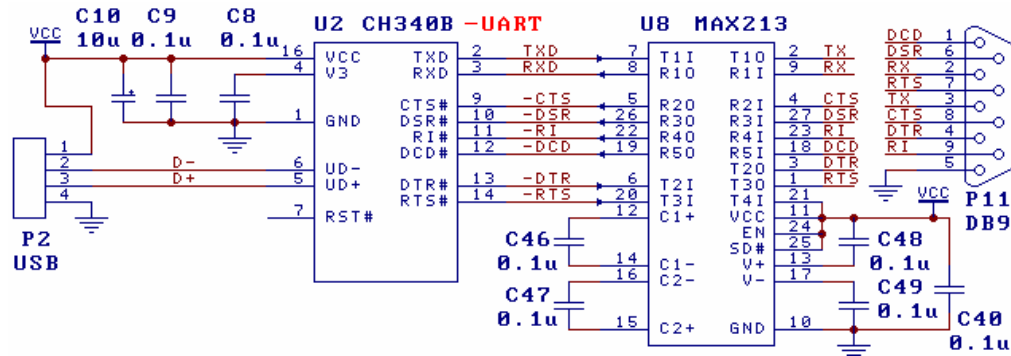 C10 C9 C8 U2 CH340B -UART U8 MAX213
VCC 10u 0.1u 0.1u
16 VCC TXD 2 TXD 7 T1I T1O 2 TX DCD 1
4 V3 RXD 3 RXD 8 R1O R1I 9 RX DSR 6
RX 2
RTS 7
CTS# 9 -CTS 5 R2O R2I 4 CTS TX 3
1 GND DSR# 10 -DSR 26 R3O R3I 27 DSR CTS 8
RI# 11 -RI 22 R4O R4I 23 RI DTR 4
DCD# 12 -DCD 19 R5O R5I 18 DCD RI 9
1
2 D- 6 UD- T2O 3 DTR 5
3 D+ 5 UD+ DTR# 13 -DTR 6 T2I T3O 1 RTS
4 RTS# 14 -RTS 20 T3I T4I 21 VCC
7 RST# 12 C1+ VCC 11 P11
P2 EN 24 DB9
USB C46 SD# 25 C48
0.1u 14 C1- V+ 13 0.1u
16 C2- V- 17
C47 C49
0.1u 0.1u
15 C2+ GND 10 C40
0.1u